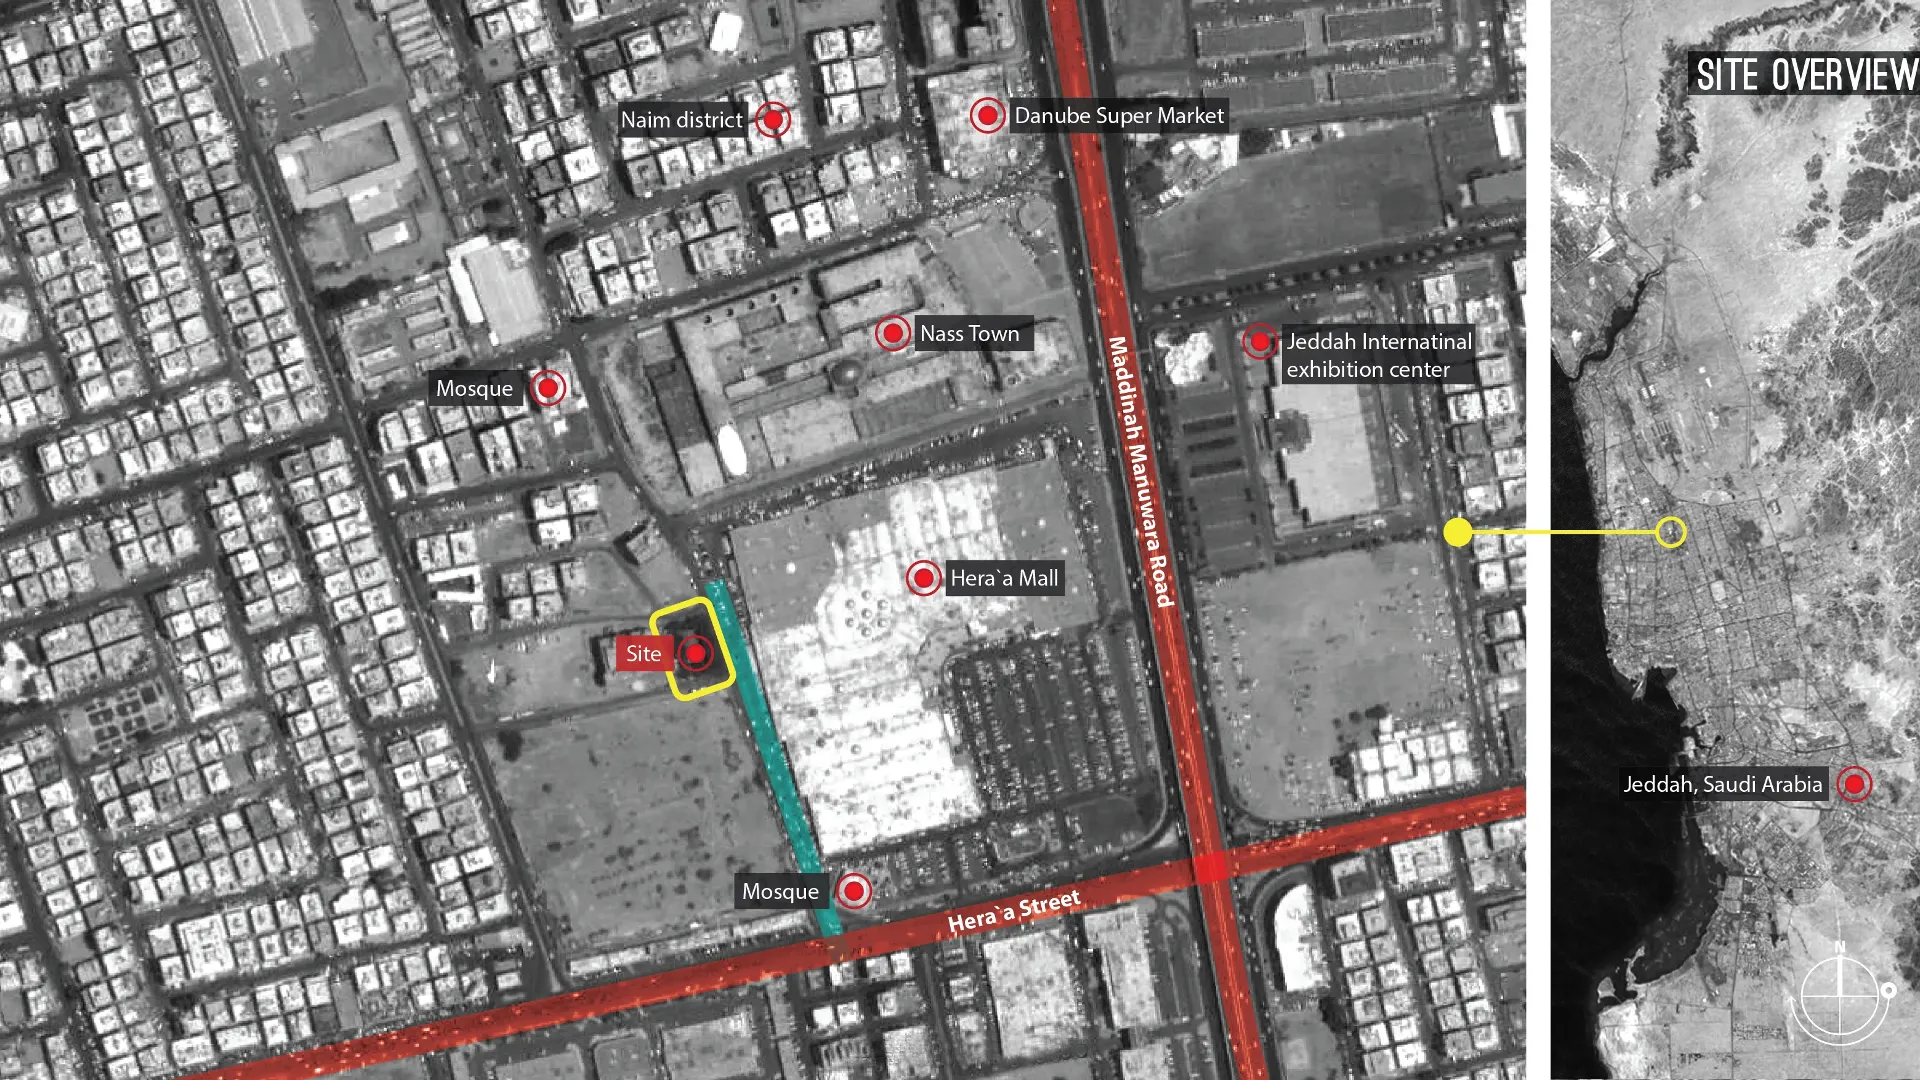 SITE OVERVIEW
Naim district
Danube Super Market
Nass Town
Jeddah Internatinal
exhibition center
Mosque
Maddinah Manuwara Road
Hera`a Mall
Site
Jeddah, Saudi Arabia
Mosque
Hera`a Street
N